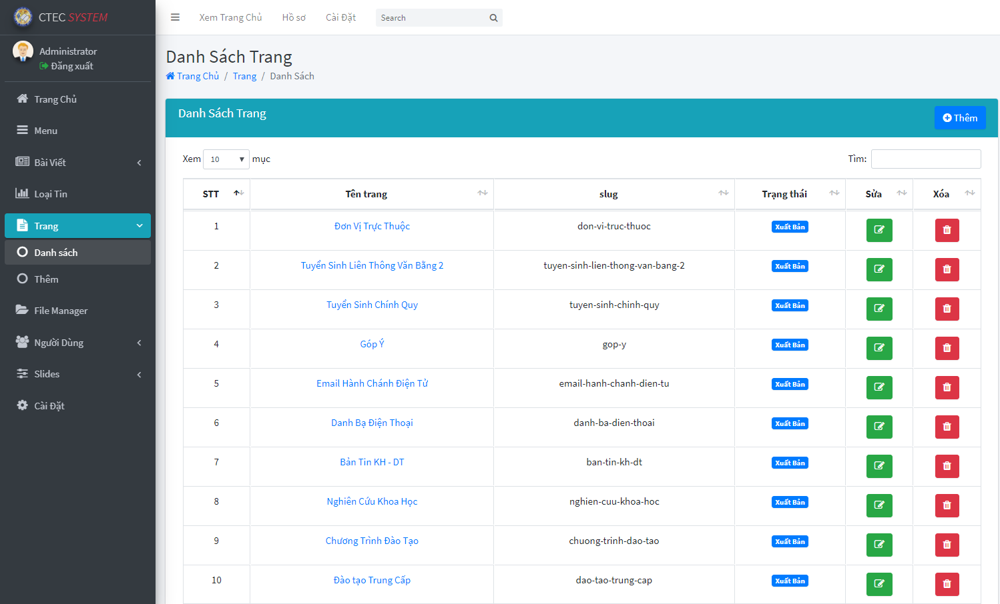 CTEC SYSTEM
Administrator
Đăng xuất
Trang Chủ
Menu
Bài Viết
Loại Tin
Trang
Danh sách
Thêm
File Manager
Người Dùng
Slides
Cài Đặt
Xem Trang Chủ Hồ sơ Cài Đặt Search
Danh Sách Trang
Trang Chủ / Trang / Danh Sách
Danh Sách Trang Thêm
Xem 10 mục Tìm:
STT Tên trang slug Trạng thái Sửa Xóa
1 Đơn Vị Trực Thuộc don-vi-truc-thuoc Xuất Bản
2 Tuyển Sinh Liên Thông Văn Bằng 2 tuyen-sinh-lien-thong-van-bang-2 Xuất Bản
3 Tuyển Sinh Chính Quy tuyen-sinh-chinh-quy Xuất Bản
4 Góp Ý gop-y Xuất Bản
5 Email Hành Chánh Điện Tử email-hanh-chanh-dien-tu Xuất Bản
6 Danh Bạ Điện Thoại danh-ba-dien-thoai Xuất Bản
7 Bản Tin KH - DT ban-tin-kh-dt Xuất Bản
8 Nghiên Cứu Khoa Học nghien-cuu-khoa-hoc Xuất Bản
9 Chương Trình Đào Tạo chuong-trinh-dao-tao Xuất Bản
10 Đào tạo Trung Cấp dao-tao-trung-cap Xuất Bản